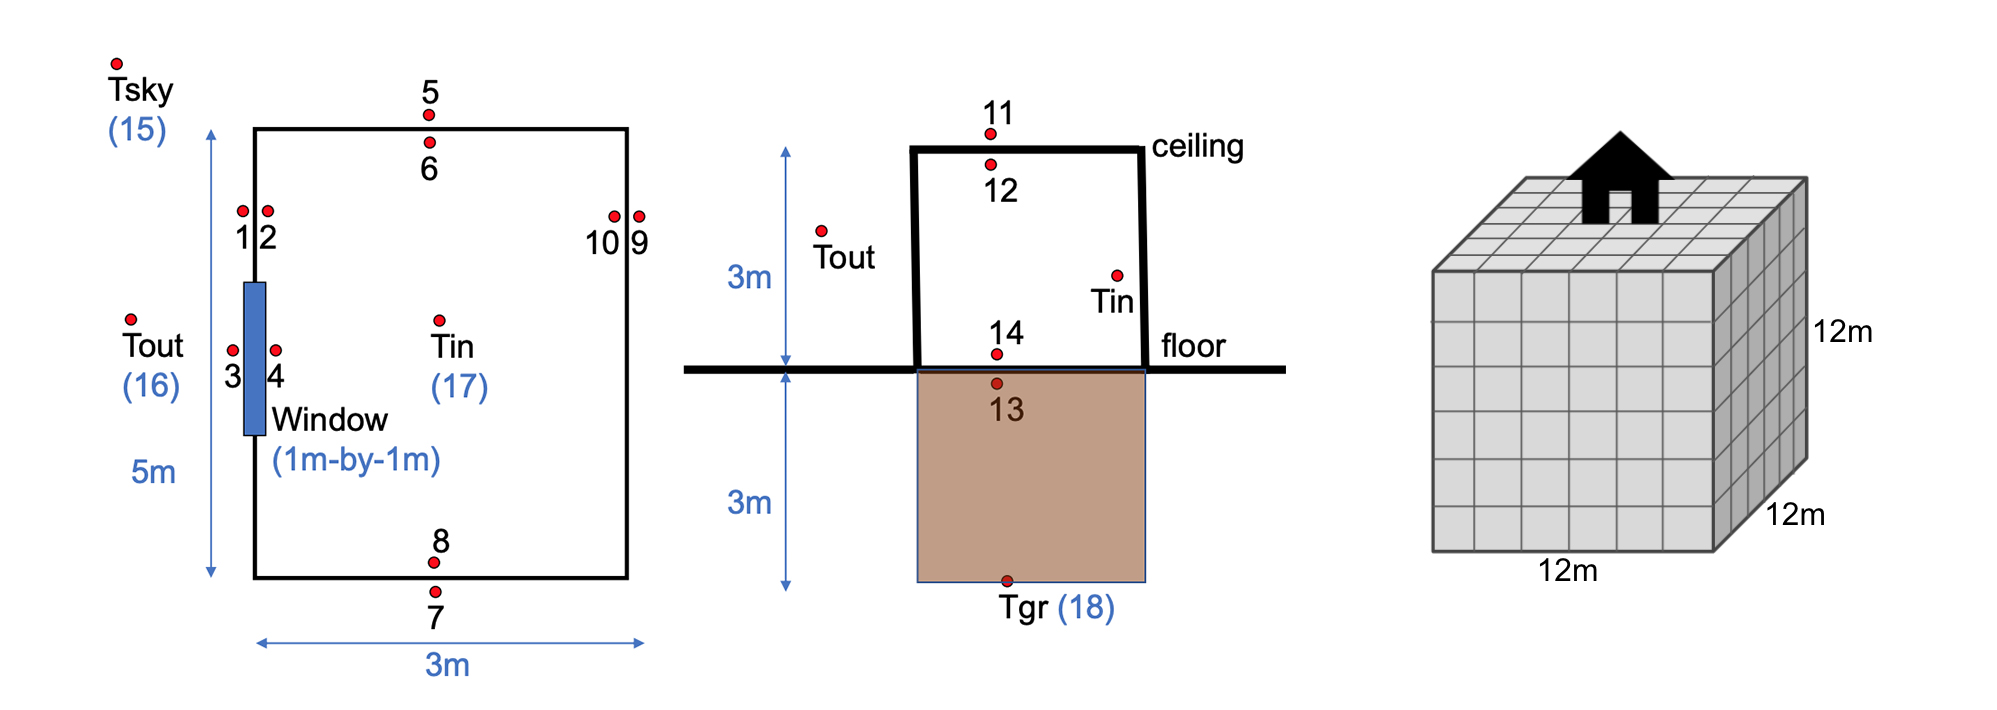 Tsky
(15)
5
6
1 2
10 9
Tout
(16)
3 4
Tin
(17)
Window
(1m-by-1m)
5m
8
7
3m
11
ceiling
12
Tout
3m
Tin
14
floor
13
3m
Tgr (18)
12m
12m
12m